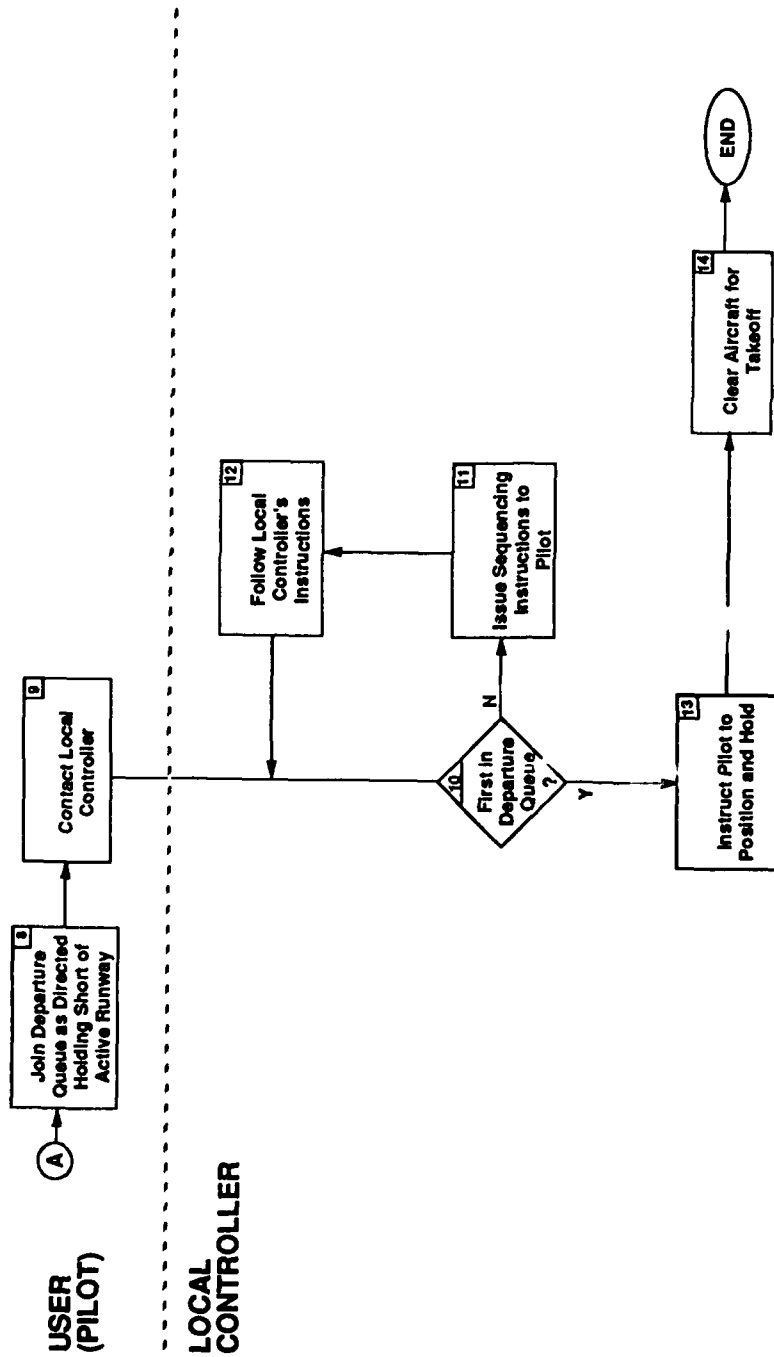 USER
(PILOT)
A
8
Join Departure
Queue as Directed
Holding Short of
Active Runway
9
Contact Local
Controller
LOCAL
CONTROLLER
12
Follow Local
Controller's
Instructions
10
First in
Departure
Queue
?
N
Y
11
Issue Sequencing
Instructions to
Pilot
13
Instruct Pilot to
Position and Hold
14
Clear Aircraft for
Takeoff
END